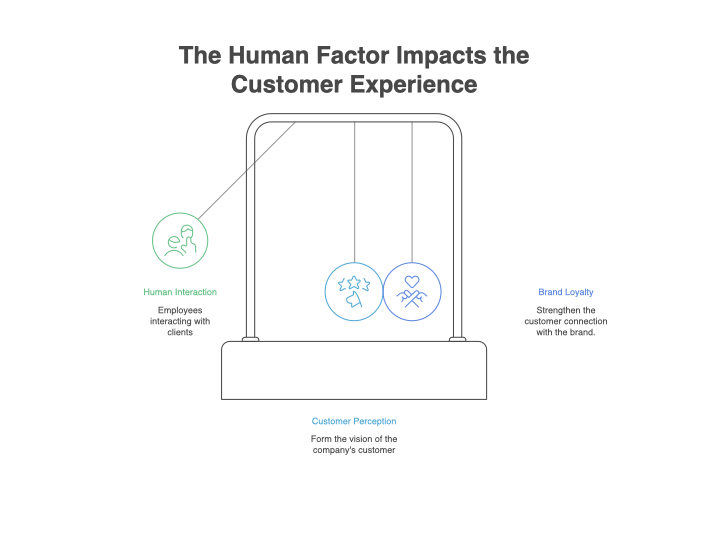 The Human Factor Impacts the
Customer Experience
Human Interaction
Employees
interacting with
clients
Brand Loyalty
Strengthen the
customer connection
with the brand.
Customer Perception
Form the vision of the
company's customer